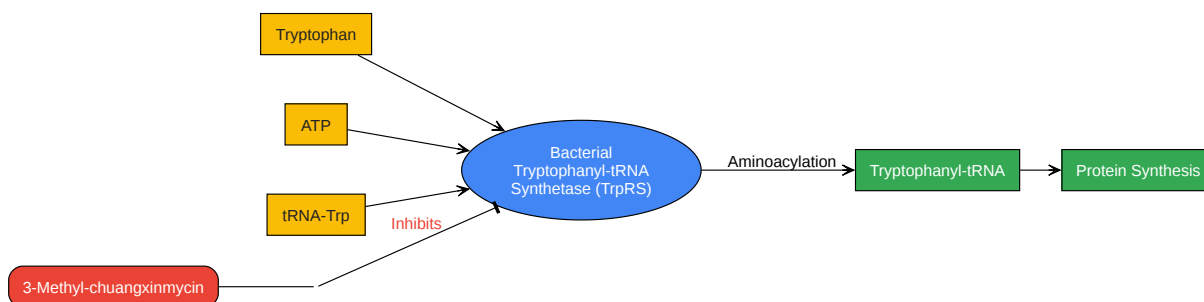 Tryptophan
ATP
tRNA-Trp
Inhibits
3-Methyl-chuangxinmycin
Bacterial
Tryptophanyl-tRNA
Synthetase (TrpRS)
Aminoacylation
Tryptophanyl-tRNA
Protein Synthesis